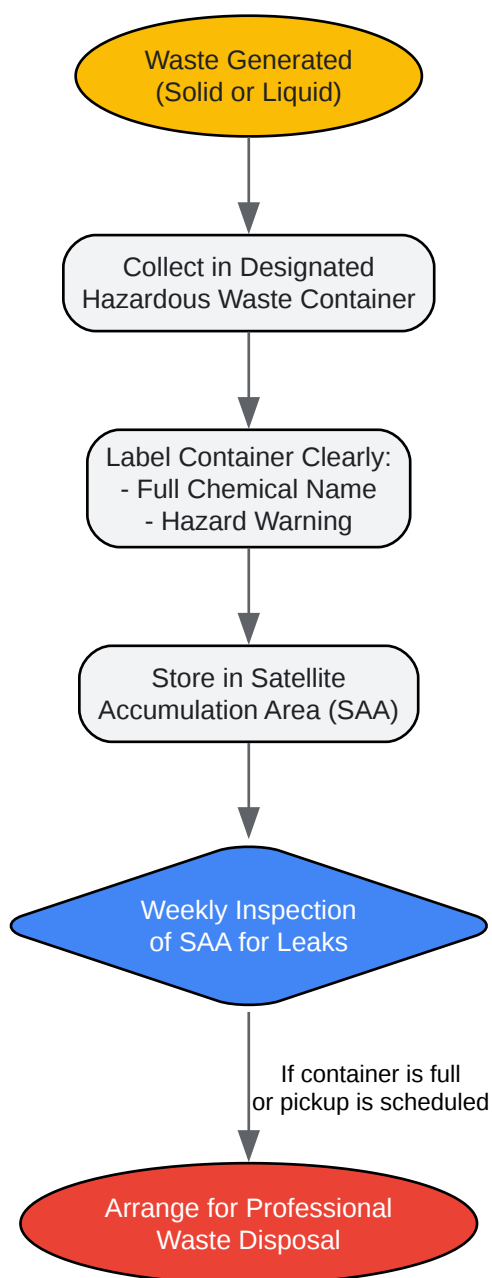 Waste Generated
(Solid or Liquid)
Collect in Designated
Hazardous Waste Container
Label Container Clearly:
- Full Chemical Name
- Hazard Warning
Store in Satellite
Accumulation Area (SAA)
Weekly Inspection
of SAA for Leaks
If container is full
or pickup is scheduled
Arrange for Professional
Waste Disposal